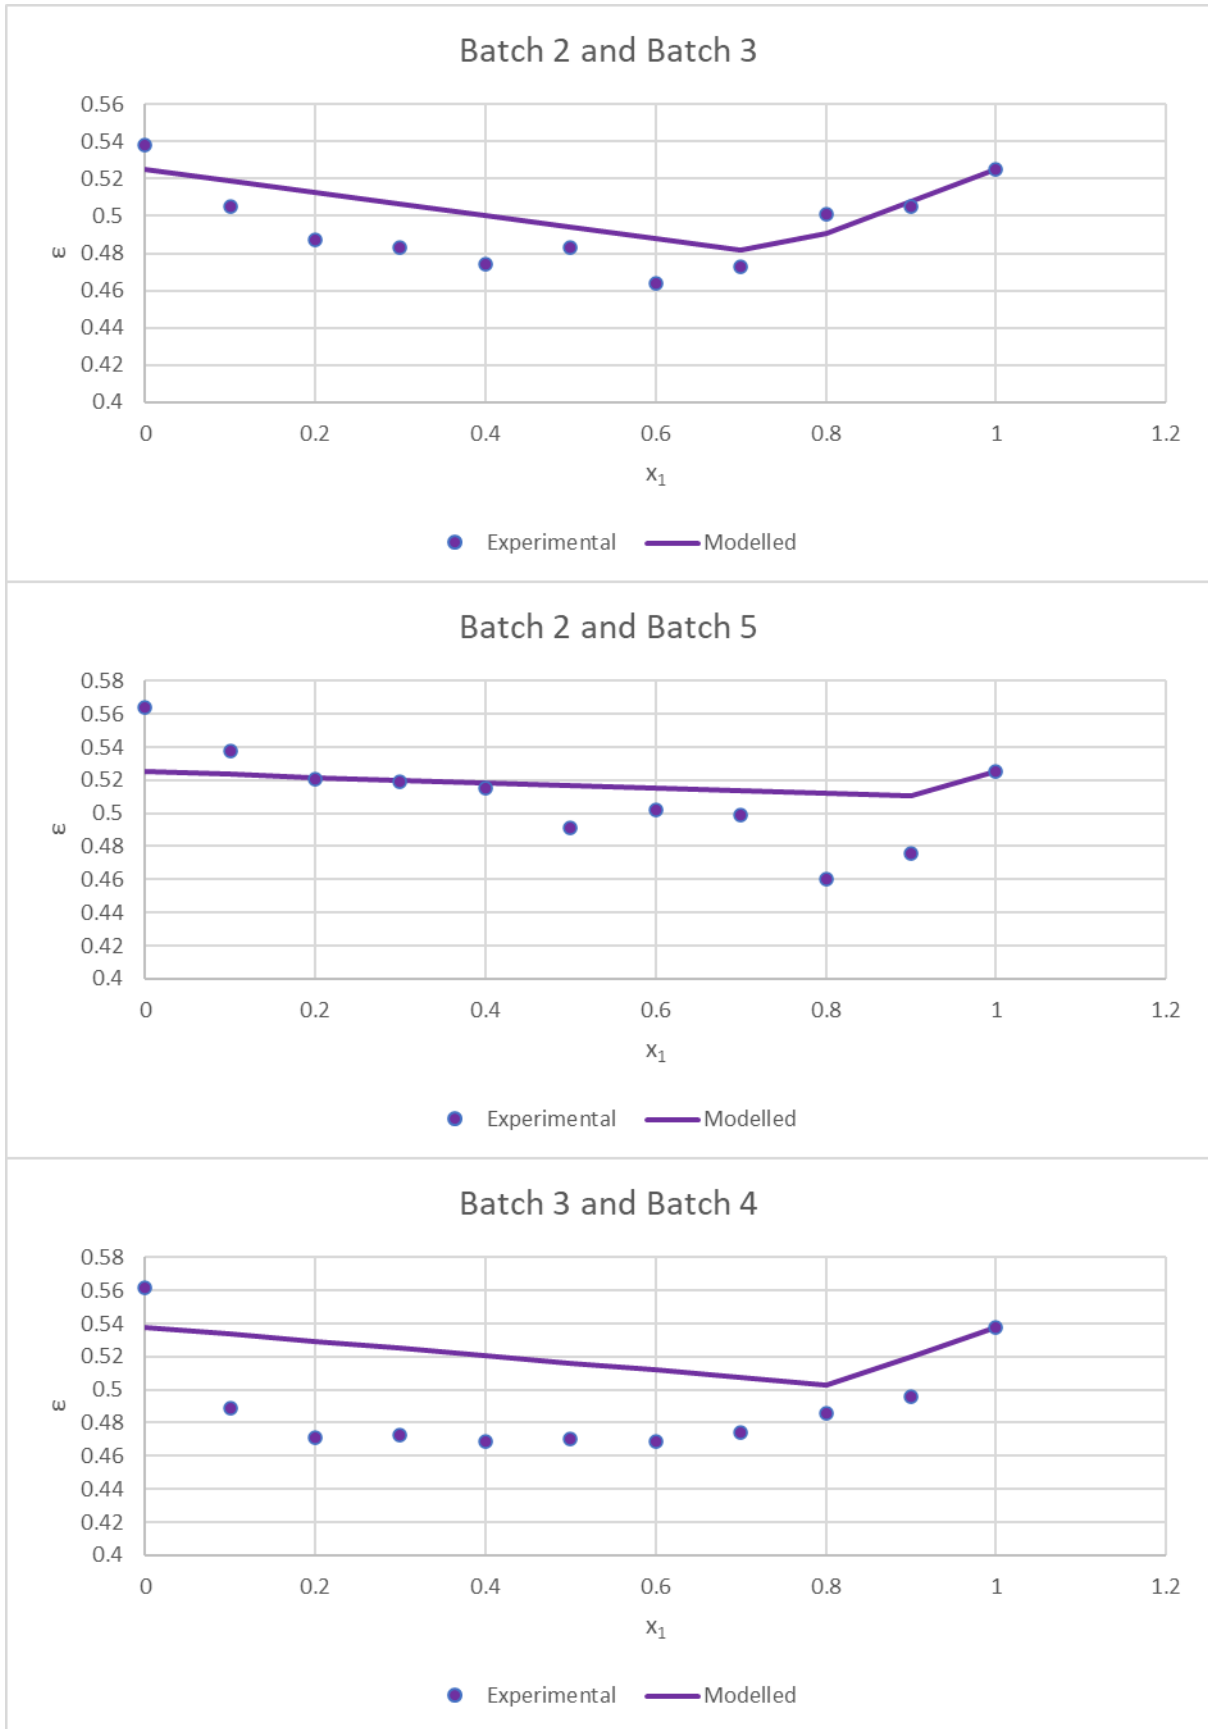 Batch 2 and Batch 3
0.56
0.54
0.52
0.5
0.48
0.46
0.44
0.42
0.4
ε
0 0.2 0.4 0.6 0.8 1 1.2
x₁
Experimental Modelled
Batch 2 and Batch 5
0.58
0.56
0.54
0.52
0.5
0.48
0.46
0.44
0.42
0.4
ε
0 0.2 0.4 0.6 0.8 1 1.2
x₁
Experimental Modelled
Batch 3 and Batch 4
0.58
0.56
0.54
0.52
0.5
0.48
0.46
0.44
0.42
0.4
ε
0 0.2 0.4 0.6 0.8 1 1.2
x₁
Experimental Modelled